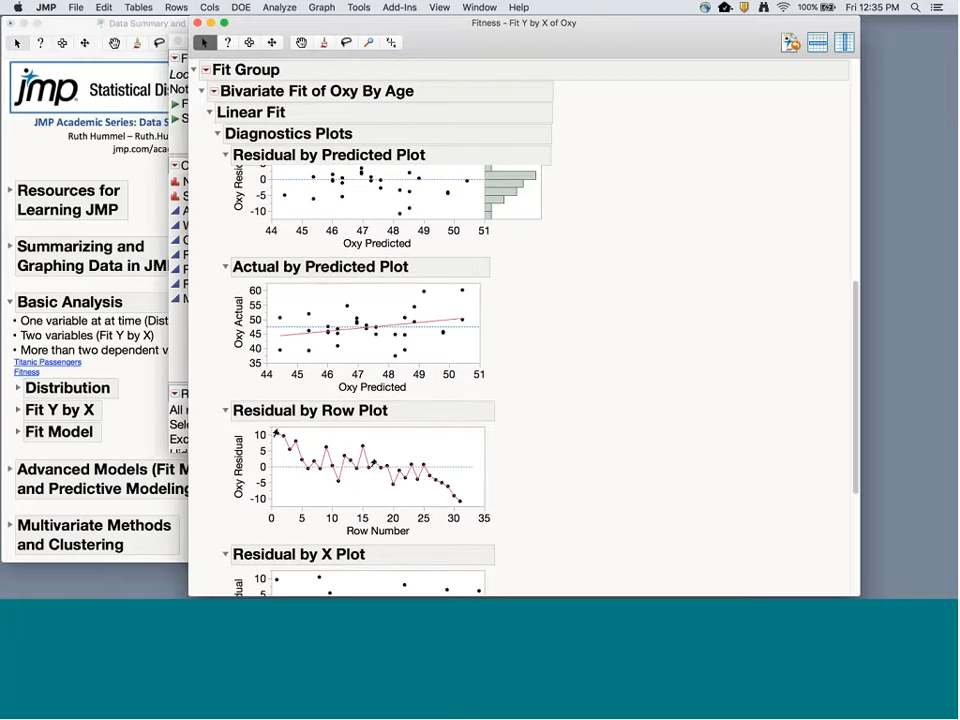 JMP File Edit Tables Rows Cols DOE Analyze Graph Tools Add-Ins View Window Help 100% Fri 12:35 PM
Data Summary and
Fitness - Fit Y by X of Oxy
jmp Statistical Di
JMP Academic Series: Data S
Ruth Hummel – Ruth.Hu
jmp.com/aca
Resources for
Learning JMP
Summarizing and
Graphing Data in JM
Basic Analysis
• One variable at at time (Dist
• Two variables (Fit Y by X)
• More than two dependent v
Titanic Passengers
Fitness
Distribution
Fit Y by X
Fit Model
Advanced Models (Fit M
and Predictive Modeling
Multivariate Methods
and Clustering
Fit Group
Bivariate Fit of Oxy By Age
Linear Fit
Diagnostics Plots
Residual by Predicted Plot
0
-5
-10
44 45 46 47 48 49 50 51
Oxy Predicted
Actual by Predicted Plot
Oxy Actual
60
55
50
45
40
35
44 45 46 47 48 49 50 51
Oxy Predicted
Residual by Row Plot
Oxy Residual
10
5
0
-5
-10
0 5 10 15 20 25 30 35
Row Number
Residual by X Plot
10
5